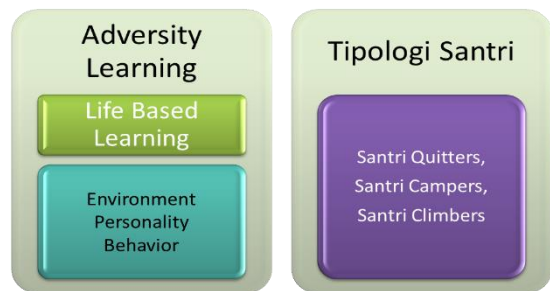 Adversity
Learning
Life Based
Learning
Environment
Personality
Behavior
Tipologi Santri
Santri Quitters,
Santri Campers,
Santri Climbers